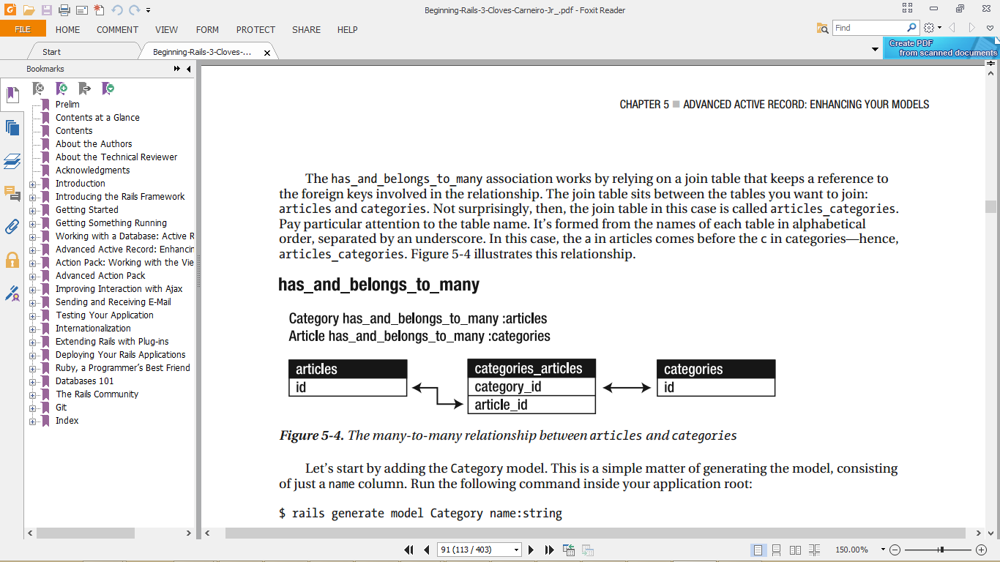 Beginning-Rails-3-Cloves-Carneiro-Jr_.pdf - Foxit Reader
FILE HOME COMMENT VIEW FORM PROTECT SHARE HELP
Find
Start
Beginning-Rails-3-Cloves-...
Create PDF
from scanned documents
Bookmarks
Prelim
Contents at a Glance
Contents
About the Authors
About the Technical Reviewer
Acknowledgments
Introduction
Introducing the Rails Framework
Getting Started
Getting Something Running
Working with a Database: Active R
Advanced Active Record: Enhancin
Action Pack: Working with the Vie
Advanced Action Pack
Improving Interaction with Ajax
Sending and Receiving E-Mail
Testing Your Application
Internationalization
Extending Rails with Plug-ins
Deploying Your Rails Applications
Ruby, a Programmer's Best Friend
Databases 101
The Rails Community
Git
Index
CHAPTER 5 ■ ADVANCED ACTIVE RECORD: ENHANCING YOUR MODELS
The has_and_belongs_to_many association works by relying on a join table that keeps a reference to
the foreign keys involved in the relationship. The join table sits between the tables you want to join:
articles and categories. Not surprisingly, then, the join table in this case is called articles_categories.
Pay particular attention to the table name. It's formed from the names of each table in alphabetical
order, separated by an underscore. In this case, the a in articles comes before the c in categories—hence,
articles_categories. Figure 5-4 illustrates this relationship.
has_and_belongs_to_many
Category has_and_belongs_to_many :articles
Article has_and_belongs_to_many :categories
articles
id
categories_articles
category_id
article_id
categories
id
Figure 5-4. The many-to-many relationship between articles and categories
Let's start by adding the Category model. This is a simple matter of generating the model, consisting
of just a name column. Run the following command inside your application root:
$ rails generate model Category name:string
91 (113 / 403)
150.00%